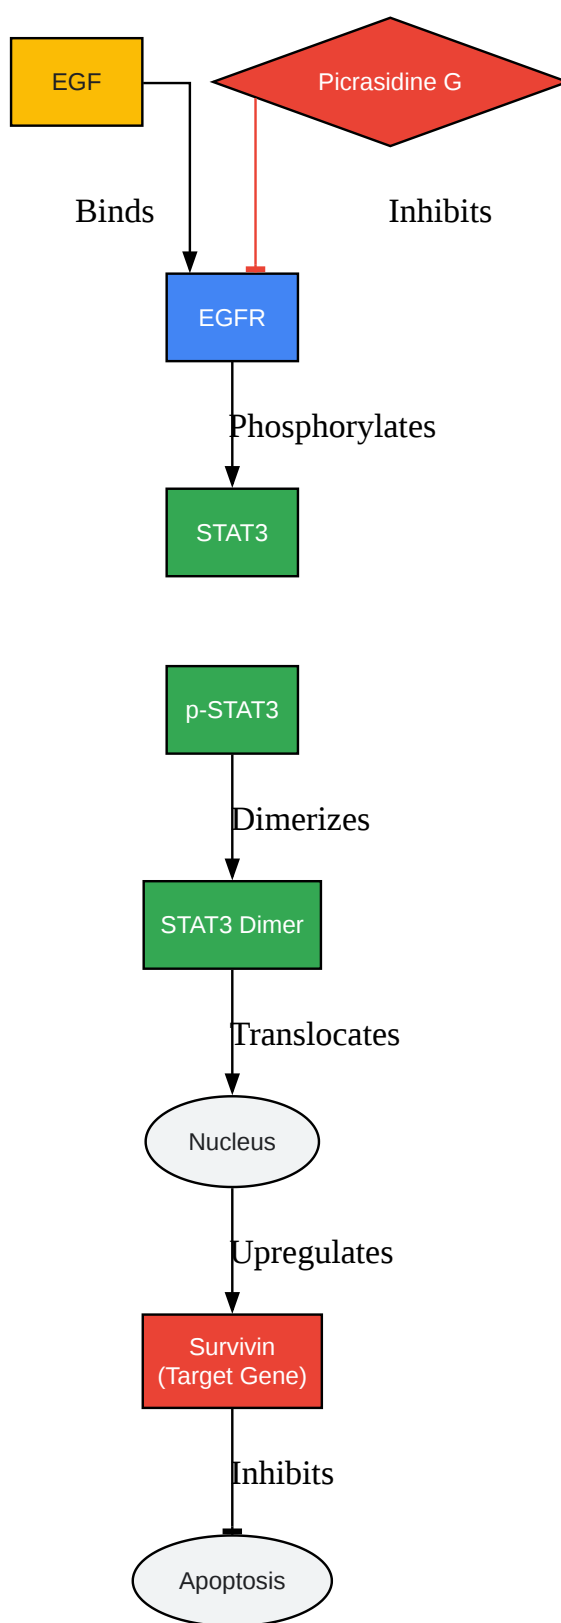 EGF
Picrasidine G
Binds
Inhibits
EGFR
Phosphorylates
STAT3
p-STAT3
Dimerizes
STAT3 Dimer
Translocates
Nucleus
Upregulates
Survivin
(Target Gene)
Inhibits
Apoptosis